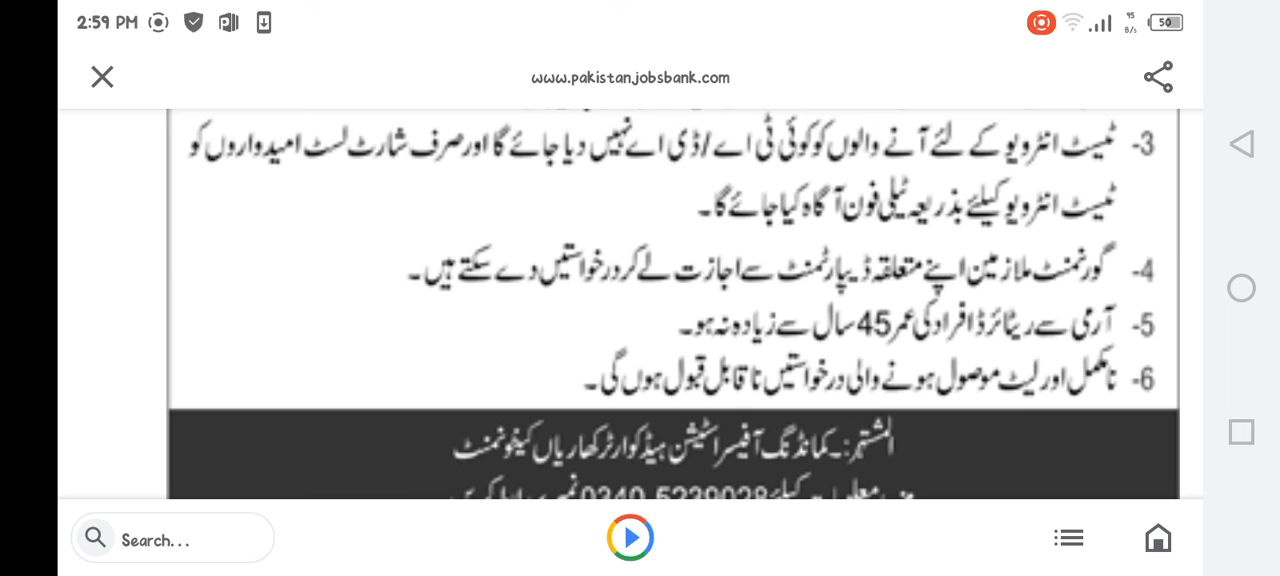 2:59 PM
95 B/s
50
www.pakistanjobsbank.com
3- ٹیسٹ انٹرویو کے لئے آنے والوں کو کوئی ٹی اے/ڈی اے نہیں دیا جائے گا اور صرف شارٹ لسٹ امیدواروں کو
ٹیسٹ انٹرویو کیلئے بذریعہ ٹیلی فون آگاہ کیا جائے گا۔
4- گورنمنٹ ملازمین اپنے متعلقہ ڈیپارٹمنٹ سے اجازت لے کر درخواستیں دے سکتے ہیں۔
5- آرمی سے ریٹائرڈ افراد کی عمر 45 سال سے زیادہ نہ ہو۔
6- نامکمل اور لیٹ موصول ہونے والی درخواستیں ناقابل قبول ہوں گی۔
المشتہر:۔ کمانڈنگ آفیسر اسٹیشن ہیڈ کوارٹر کھاریاں کینٹونمنٹ
Search...